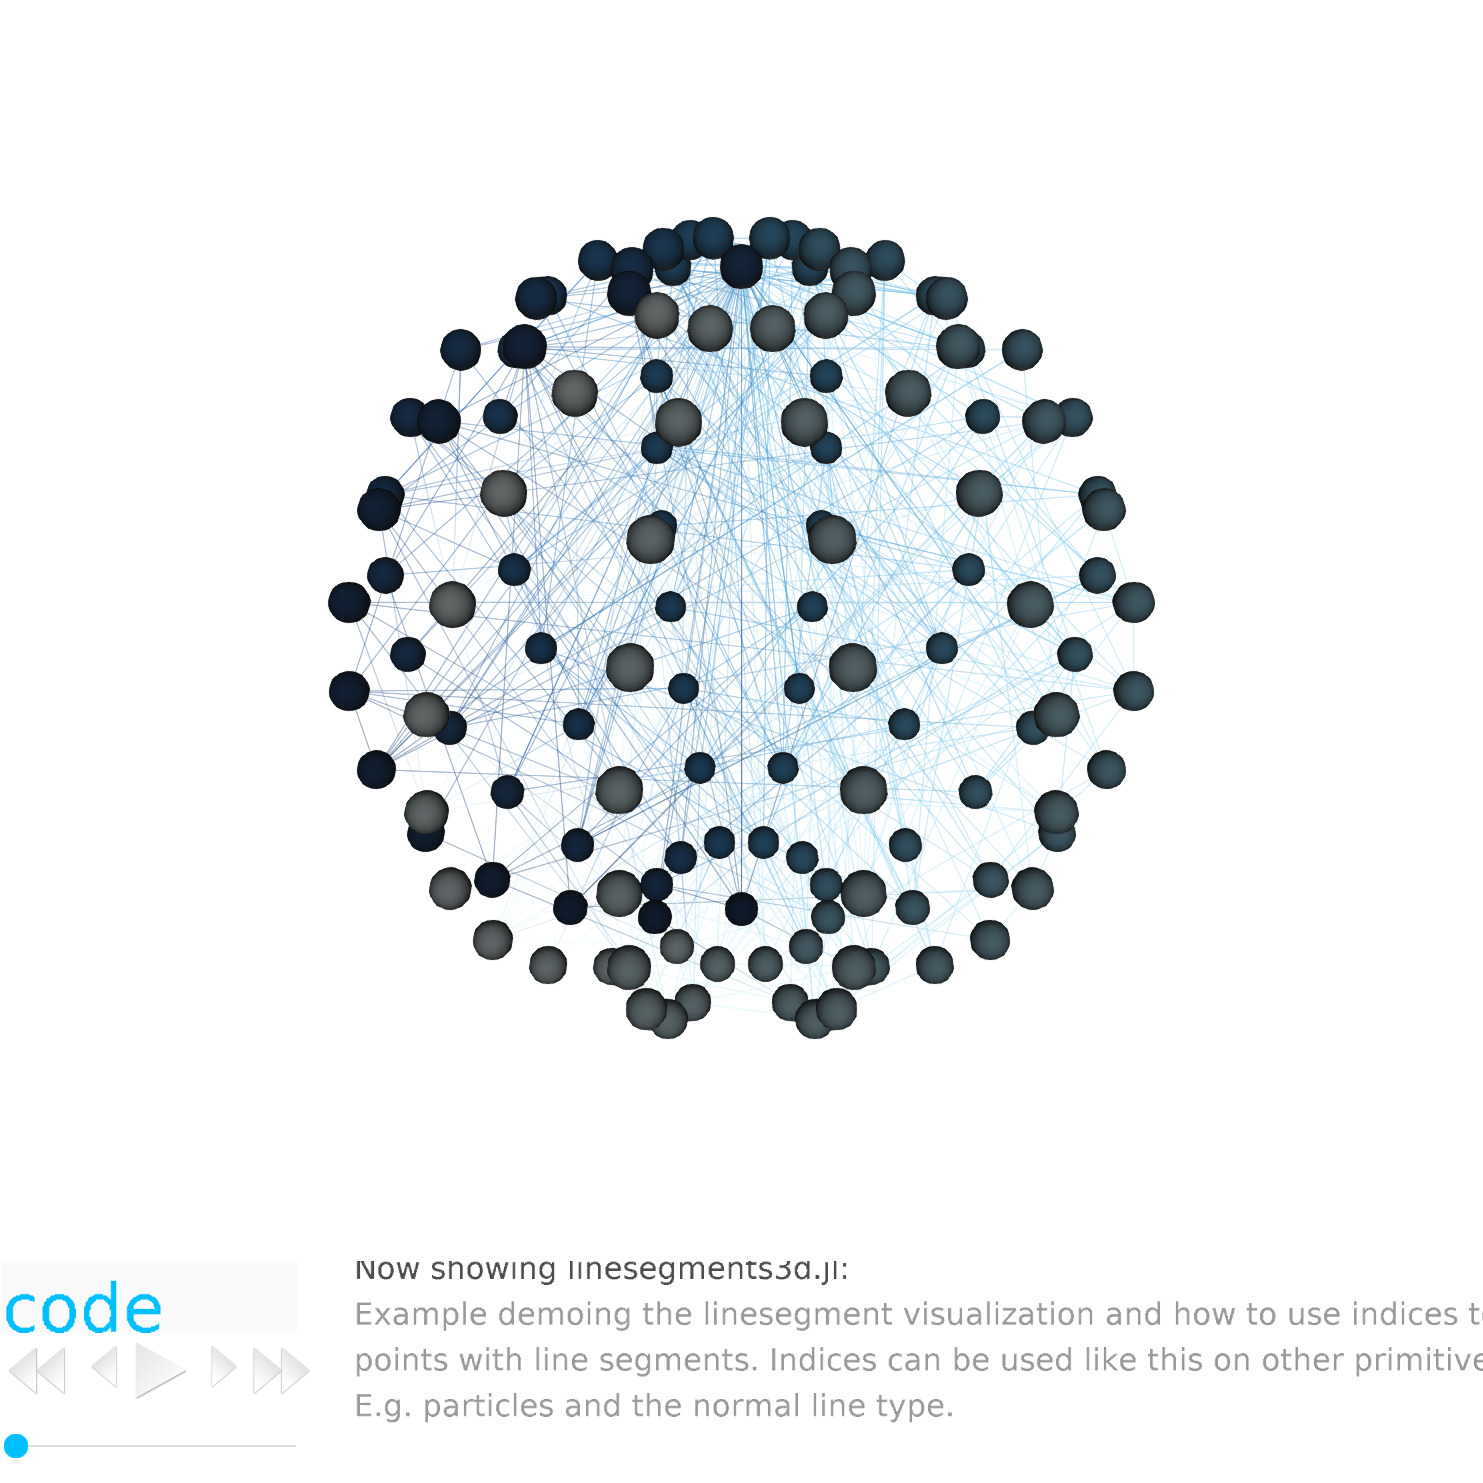 Now showing linesegments3d.jl:
code
Example demoing the linesegment visualization and how to use indices
points with line segments. Indices can be used like this on other
E.g. particles and the normal line type.